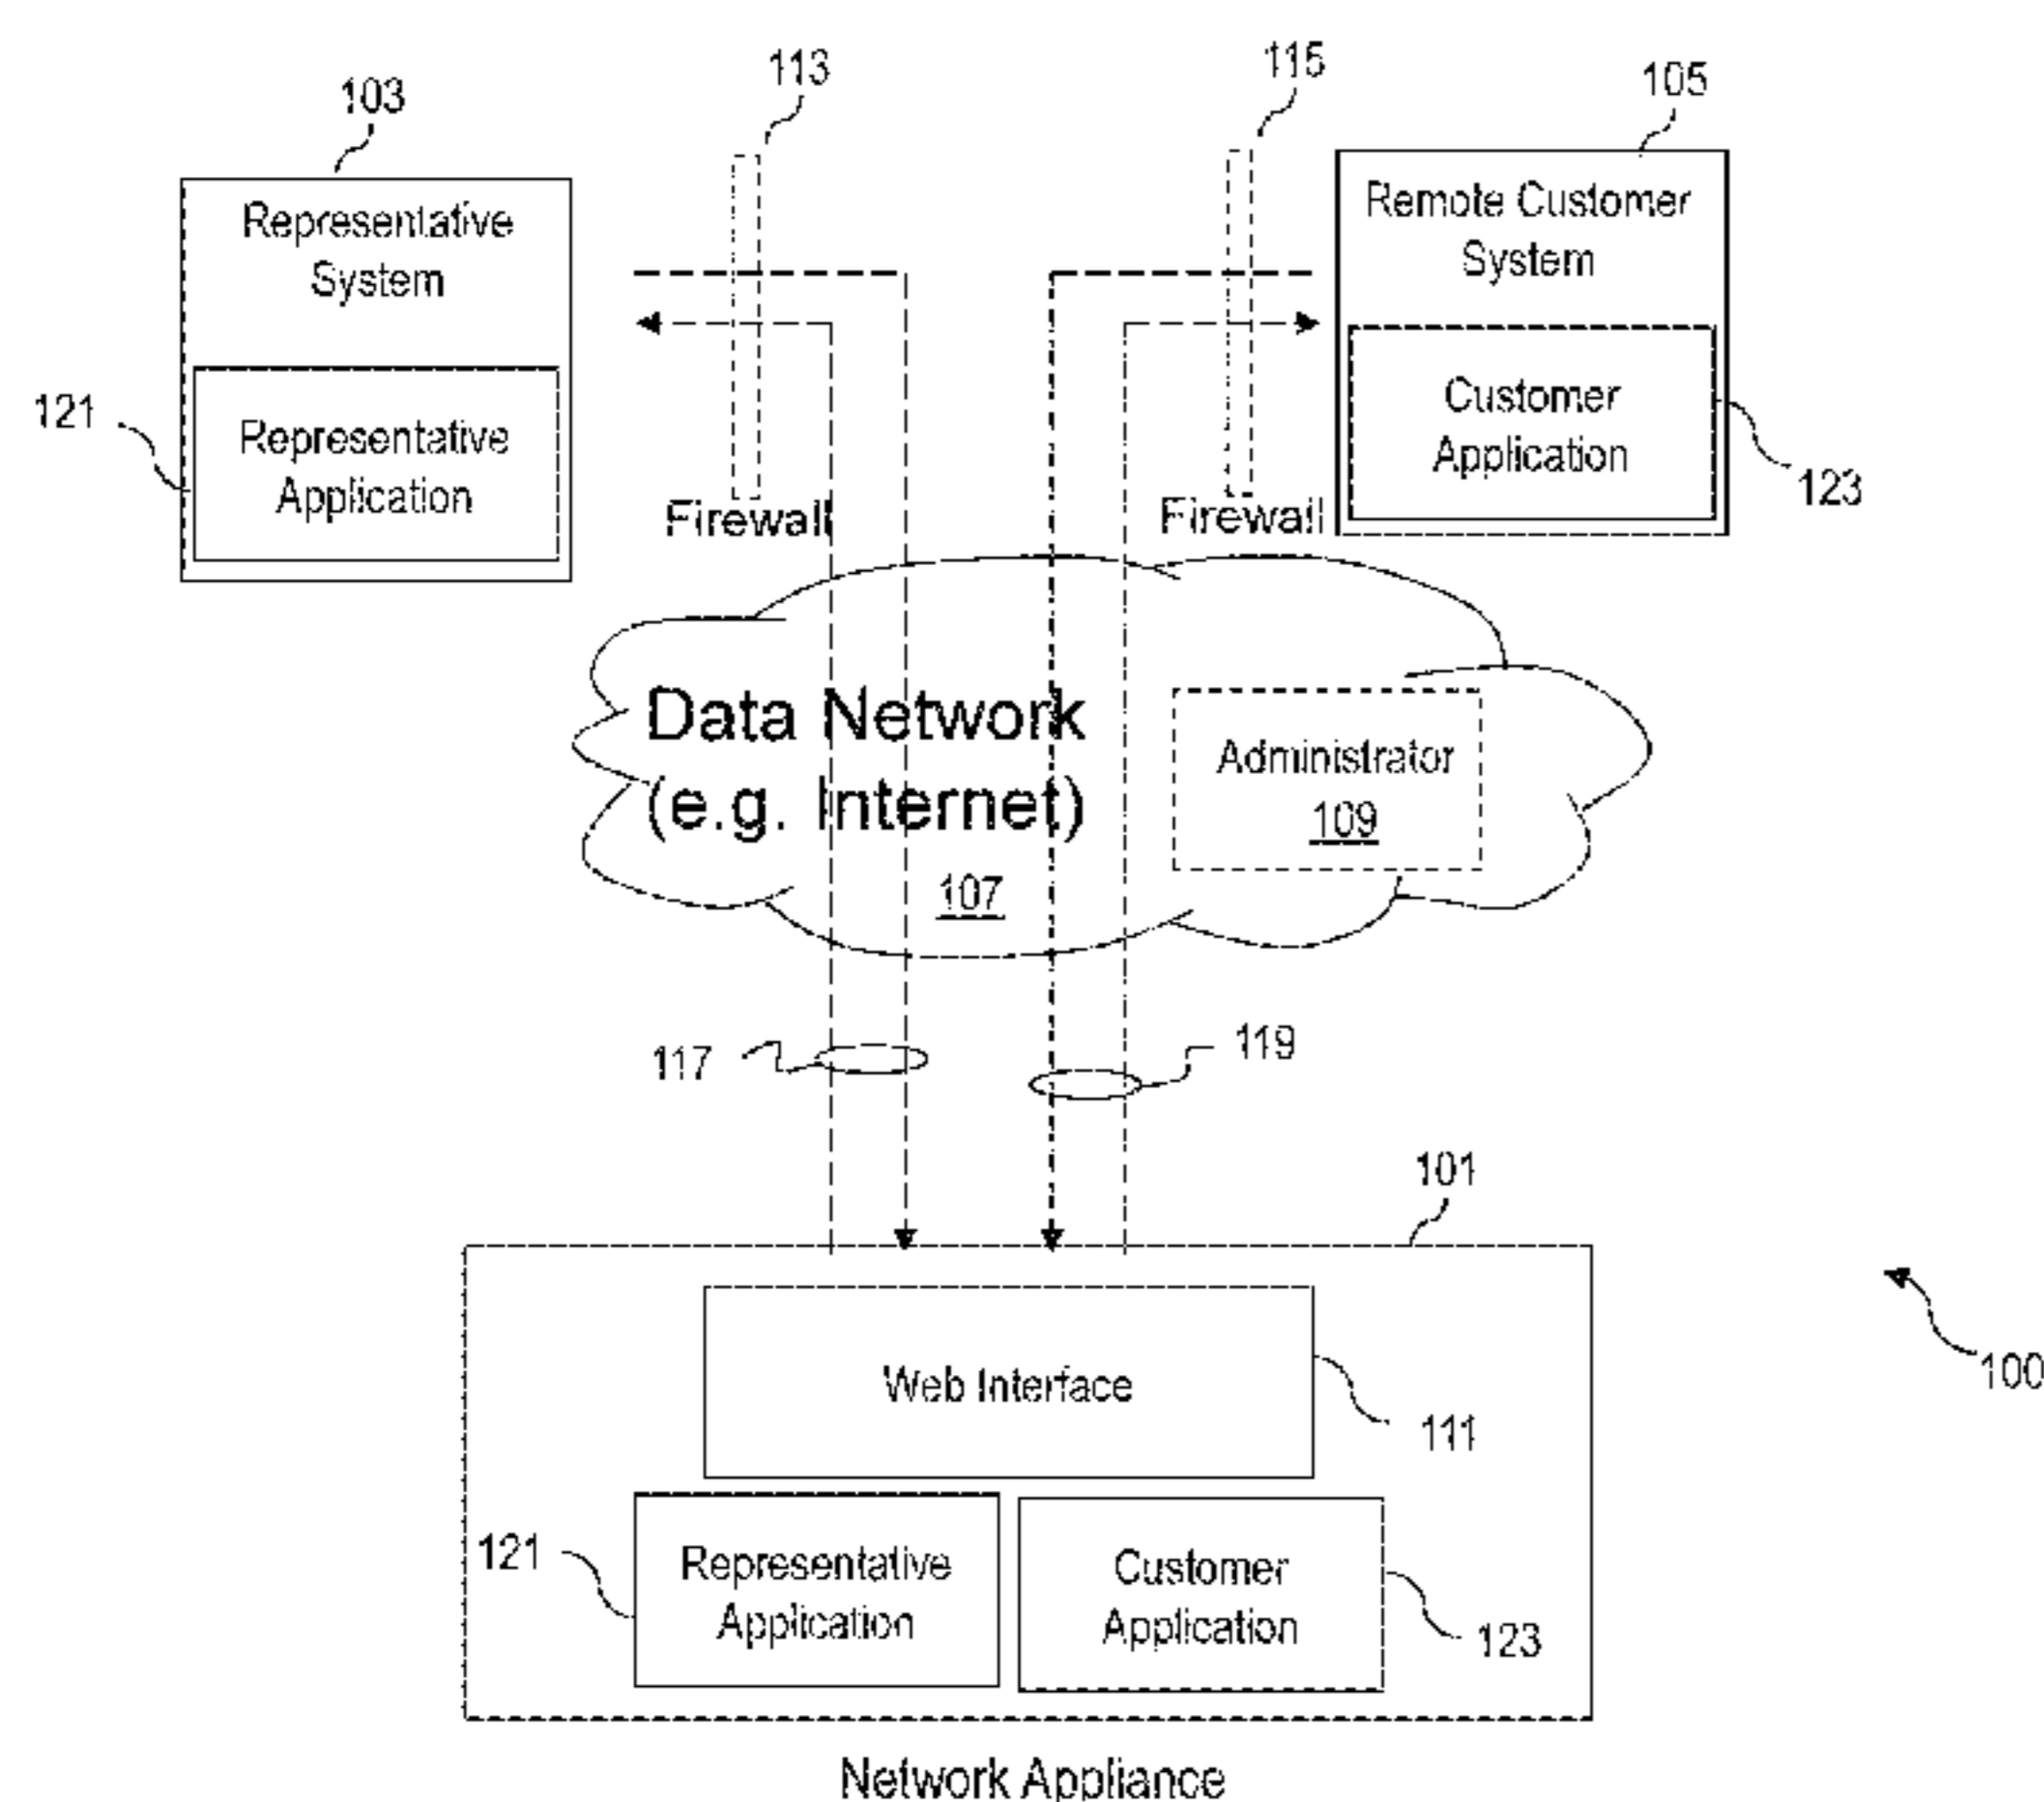 113
115
103
105
Representative
System
Remote Customer
System
121
Representative
Application
Customer
Application
123
Firewall
Firewall
Data Network
(e.g. Internet)
107
Administrator
109
117
119
101
Web Interface
111
100
121
Representative
Application
Customer
Application
123
Network Appliance